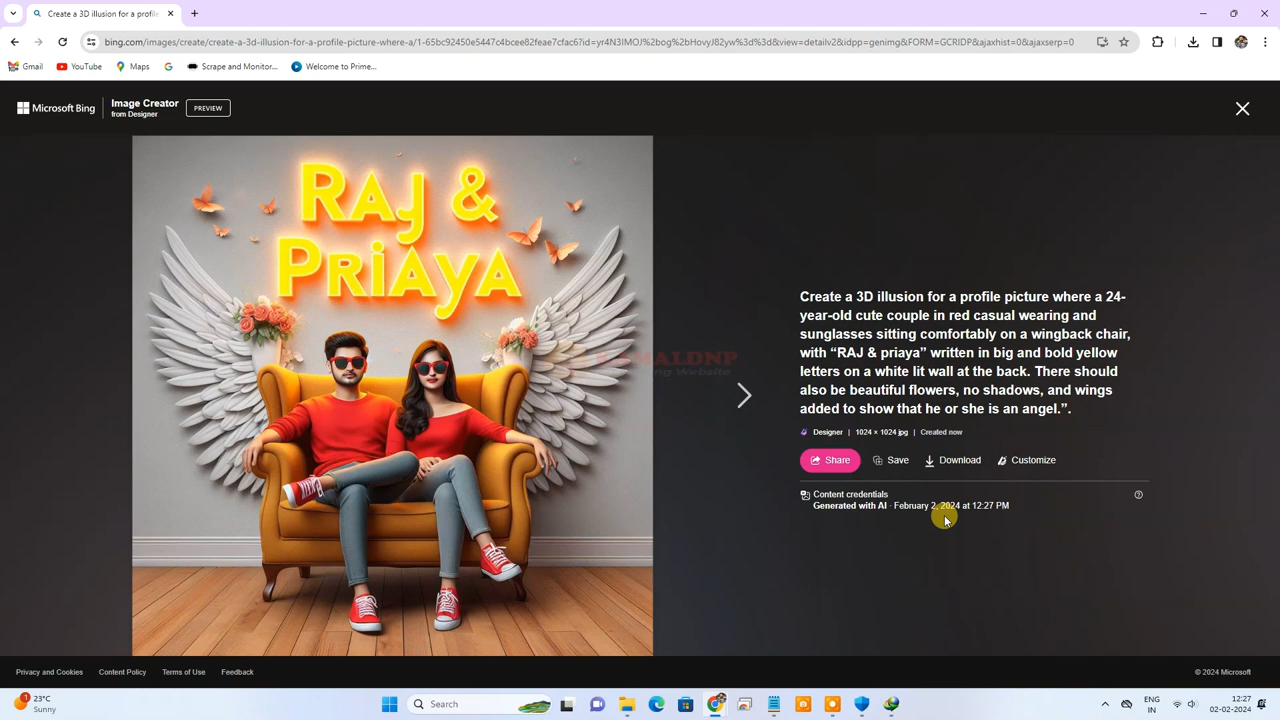 Create a 3D illusion for a profile
bing.com/images/create/create-a-3d-illusion-for-a-profile-picture-where-a/1-65bc92450e5447c4bcee82feae7cfac6?id=yr4N3IMOJ%2bog%2bHovyJ82yw%3d%3d&view=detailv2&idpp=genimg&FORM=GCRIDP&ajaxhist=0&ajaxserp=0
Gmail YouTube Maps Scrape and Monitor... Welcome to Prime...
Microsoft Bing Image Creator from Designer PREVIEW
RAJ &
PRiAyA
Create a 3D illusion for a profile picture where a 24-
year-old cute couple in red casual wearing and
sunglasses sitting comfortably on a wingback chair,
with “RAJ & priaya” written in big and bold yellow
letters on a white lit wall at the back. There should
also be beautiful flowers, no shadows, and wings
added to show that he or she is an angel.”.
Designer | 1024 × 1024 jpg | Created now
Share Save Download Customize
Content credentials
Generated with AI · February 2, 2024 at 12:27 PM
Privacy and Cookies Content Policy Terms of Use Feedback © 2024 Microsoft
1 23°C
Sunny
Search
ENG
IN
12:27
02-02-2024